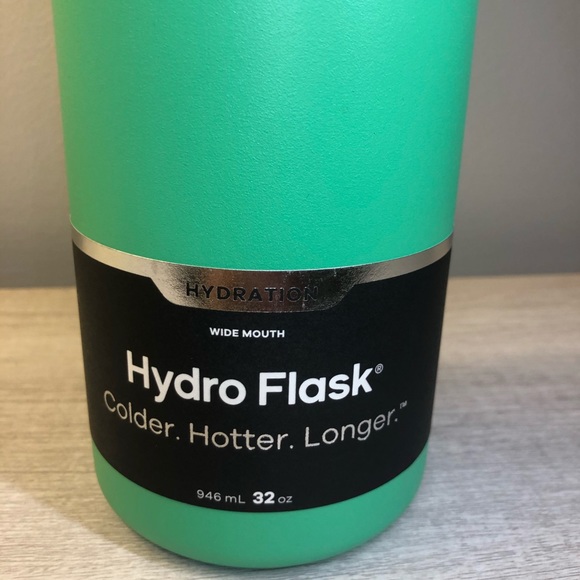 HYDRATION
WIDE MOUTH
Hydro Flask®
Colder. Hotter. Longer.™
946 mL 32 oz